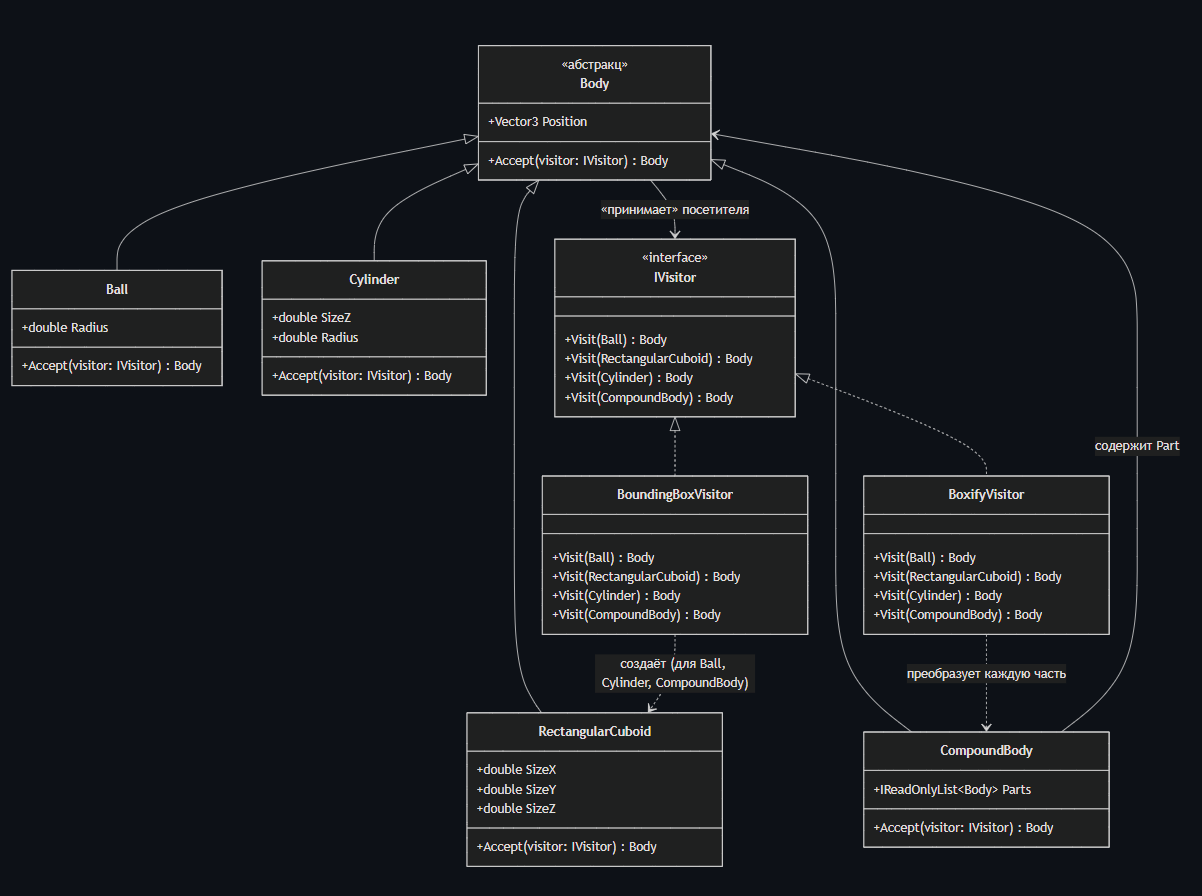 «абстракц»
Body
+Vector3 Position
+Accept(visitor: IVisitor) : Body
«принимает» посетителя
«interface»
IVisitor
+Visit(Ball) : Body
+Visit(RectangularCuboid) : Body
+Visit(Cylinder) : Body
+Visit(CompoundBody) : Body
Ball
+double Radius
+Accept(visitor: IVisitor) : Body
Cylinder
+double SizeZ
+double Radius
+Accept(visitor: IVisitor) : Body
содержит Part
BoundingBoxVisitor
+Visit(Ball) : Body
+Visit(RectangularCuboid) : Body
+Visit(Cylinder) : Body
+Visit(CompoundBody) : Body
BoxifyVisitor
+Visit(Ball) : Body
+Visit(RectangularCuboid) : Body
+Visit(Cylinder) : Body
+Visit(CompoundBody) : Body
создаёт (для Ball,
Cylinder, CompoundBody)
преобразует каждую часть
RectangularCuboid
+double SizeX
+double SizeY
+double SizeZ
+Accept(visitor: IVisitor) : Body
CompoundBody
+IReadOnlyList<Body> Parts
+Accept(visitor: IVisitor) : Body